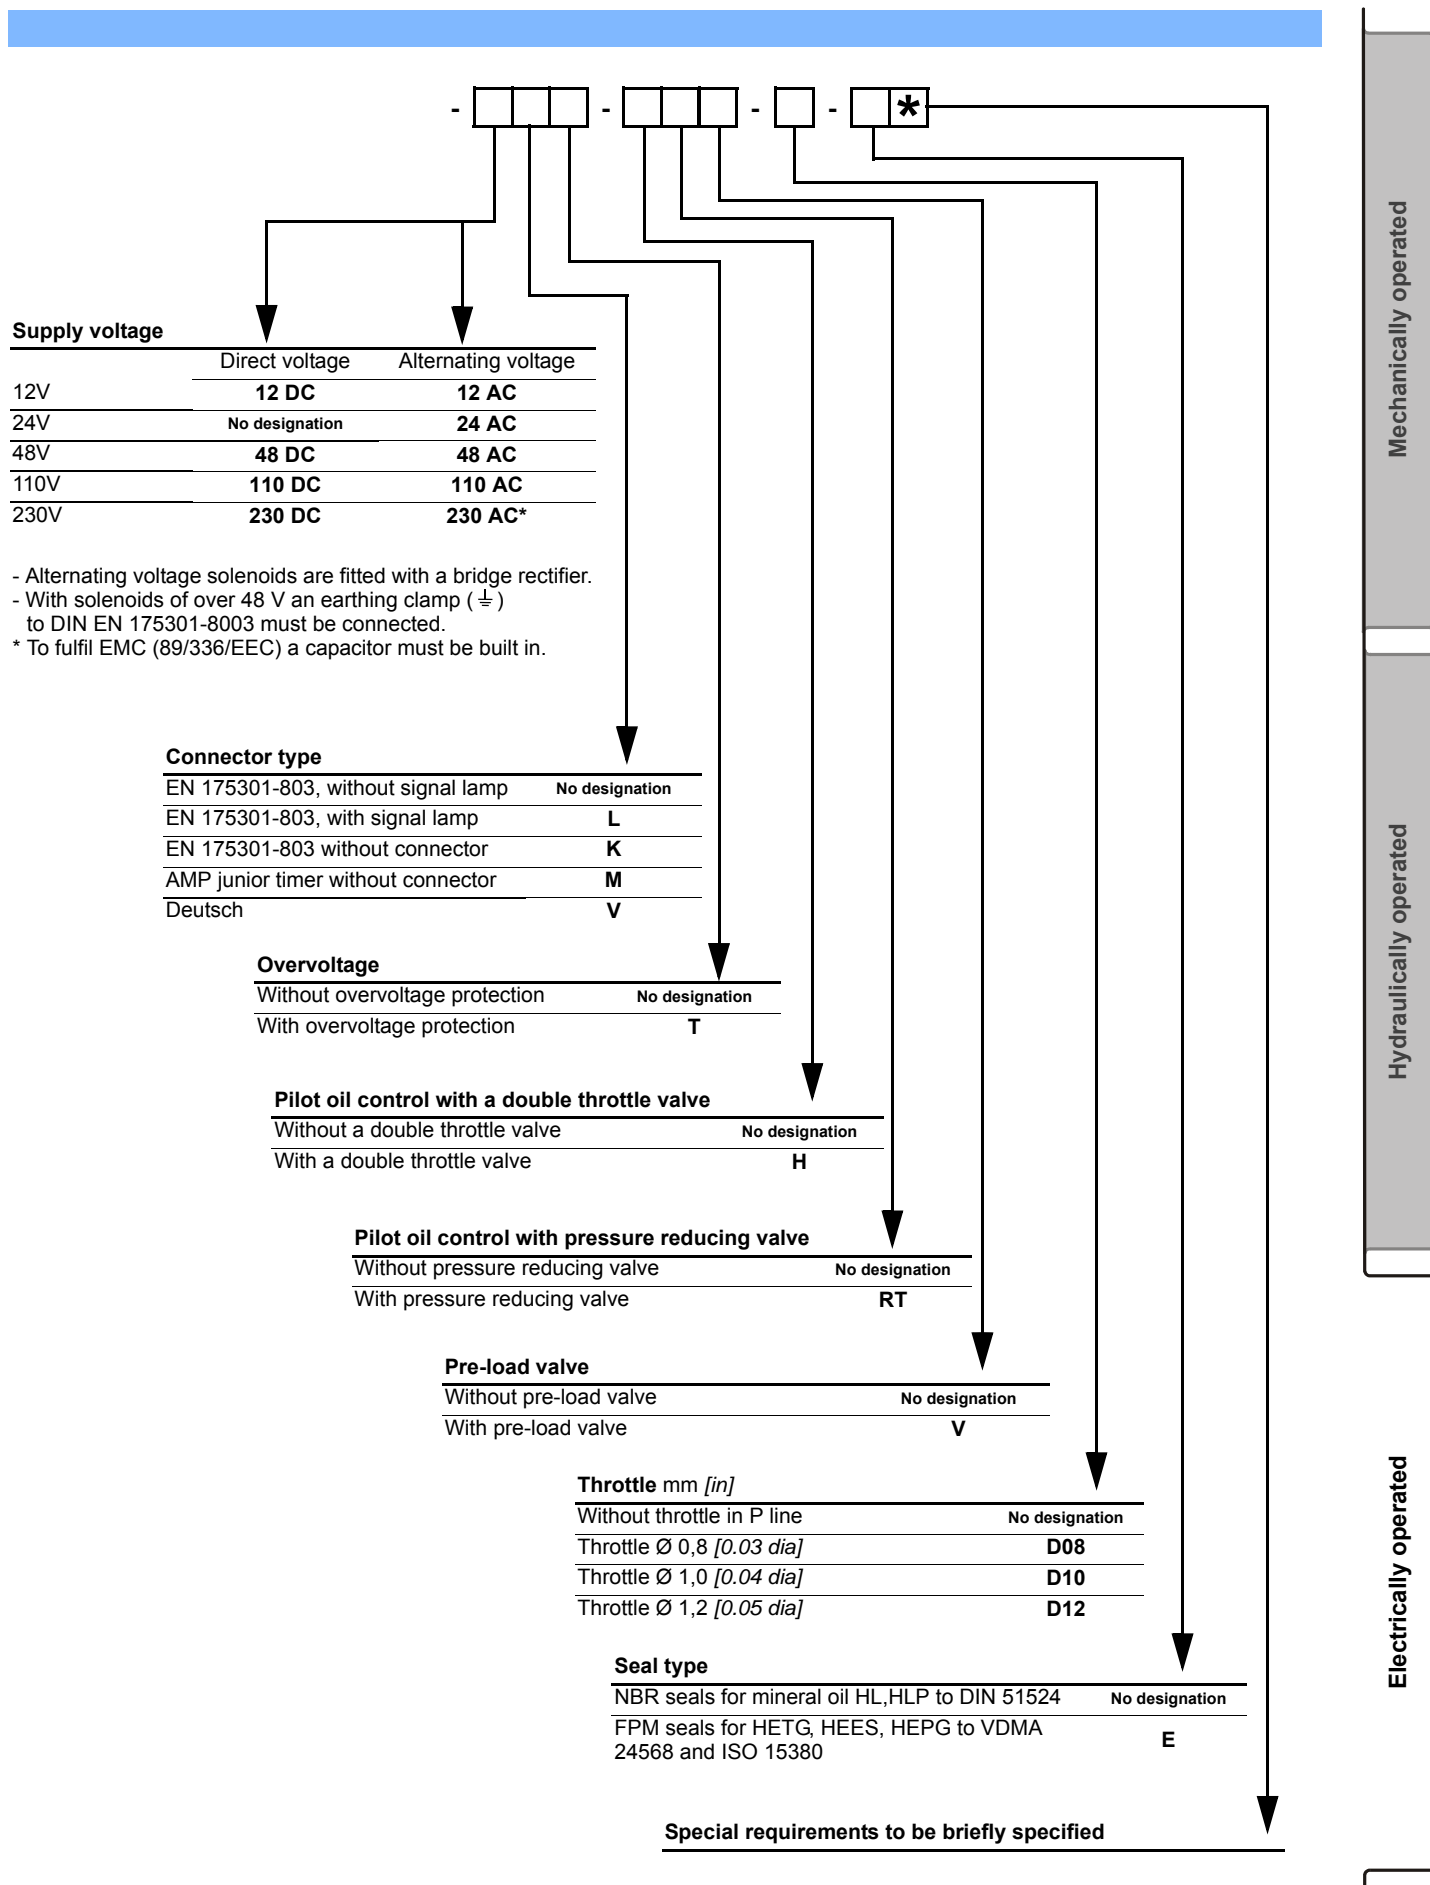 - - - - *
Supply voltage
Direct voltage Alternating voltage
12V 12 DC 12 AC
24V No designation 24 AC
48V 48 DC 48 AC
110V 110 DC 110 AC
230V 230 DC 230 AC*
- Alternating voltage solenoids are fitted with a bridge rectifier.
- With solenoids of over 48 V an earthing clamp (⏚)
to DIN EN 175301-8003 must be connected.
* To fulfil EMC (89/336/EEC) a capacitor must be built in.
Connector type
EN 175301-803, without signal lamp No designation
EN 175301-803, with signal lamp L
EN 175301-803 without connector K
AMP junior timer without connector M
Deutsch V
Overvoltage
Without overvoltage protection No designation
With overvoltage protection T
Pilot oil control with a double throttle valve
Without a double throttle valve No designation
With a double throttle valve H
Pilot oil control with pressure reducing valve
Without pressure reducing valve No designation
With pressure reducing valve RT
Pre-load valve
Without pre-load valve No designation
With pre-load valve V
Throttle mm [in]
Without throttle in P line No designation
Throttle Ø 0,8 [0.03 dia] D08
Throttle Ø 1,0 [0.04 dia] D10
Throttle Ø 1,2 [0.05 dia] D12
Seal type
NBR seals for mineral oil HL,HLP to DIN 51524 No designation
FPM seals for HETG, HEES, HEPG to VDMA
24568 and ISO 15380 E
Special requirements to be briefly specified
Mechanically operated
Hydraulically operated
Electrically operated